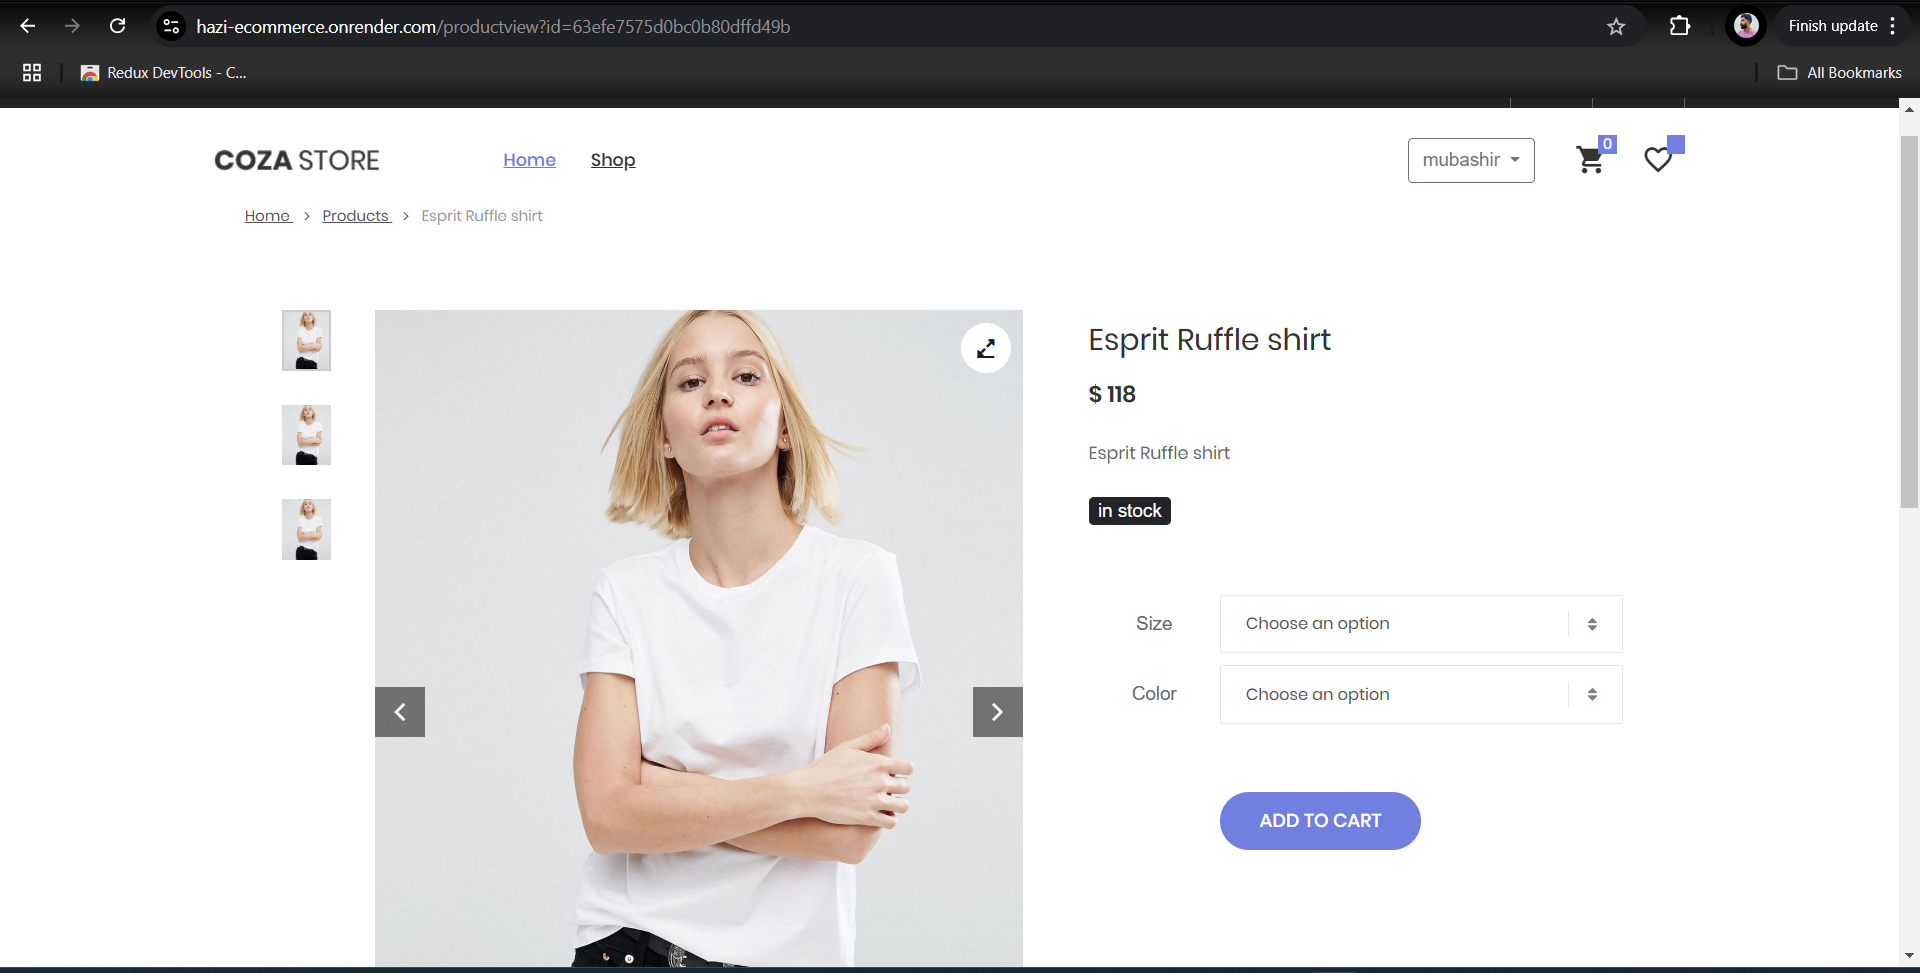 hazi-ecommerce.onrender.com/productview?id=63efe7575d0bc0b80dffd49b
Finish update
Redux DevTools - C...
All Bookmarks
COZA STORE
Home
Shop
mubashir
0
Home > Products > Esprit Ruffle shirt
Esprit Ruffle shirt
$ 118
Esprit Ruffle shirt
in stock
Size
Choose an option
Color
Choose an option
ADD TO CART